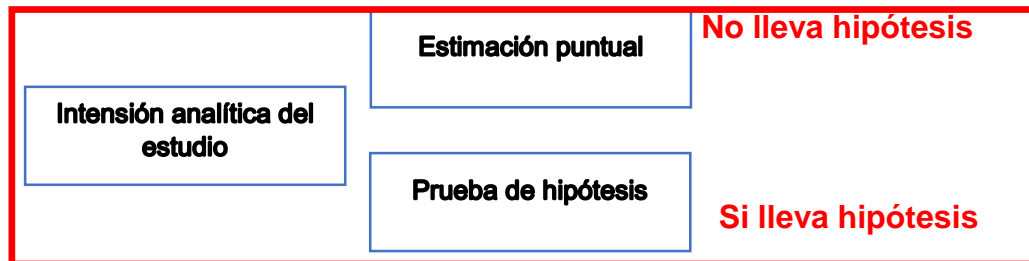 Estimación puntual
No lleva hipótesis
Intensión analítica del
estudio
Prueba de hipótesis
Si lleva hipótesis